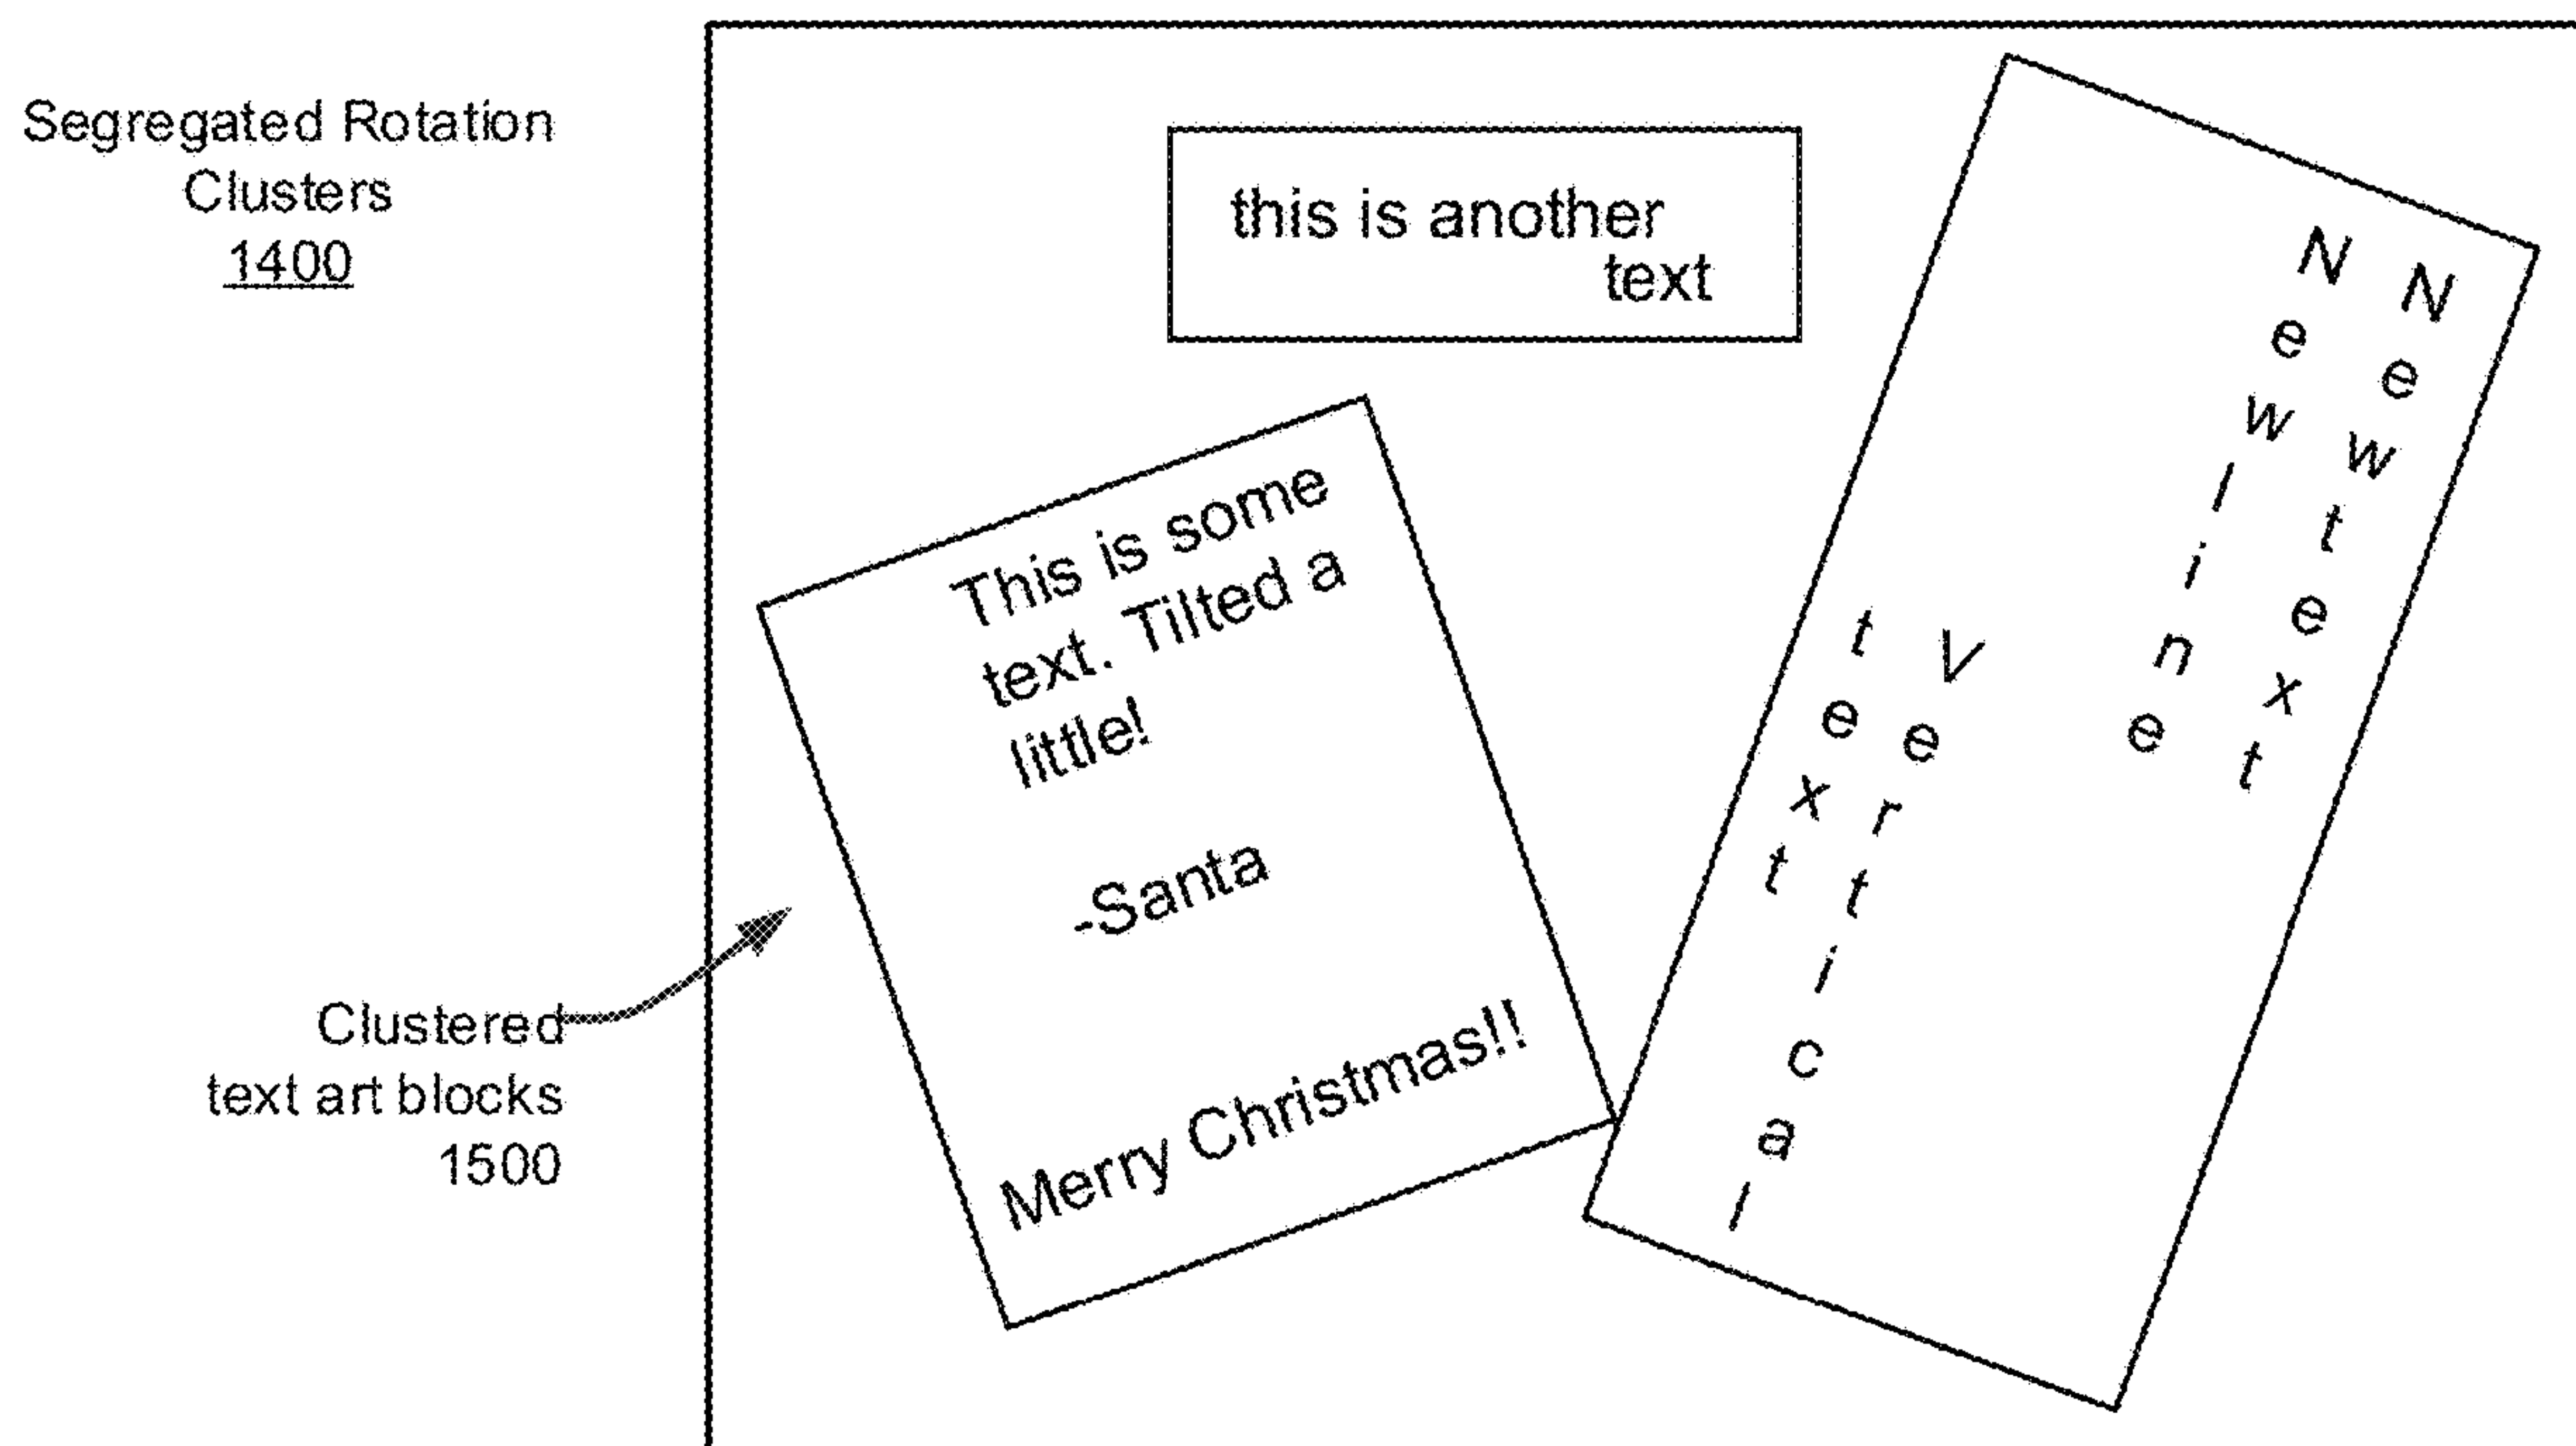 Segregated Rotation
Clusters
1400
this is another
text
This is some
text. Tilted a
little!
-Santa
Merry Christmas!!
Clustered
text art blocks
1500
New text
New line
Vertical
text